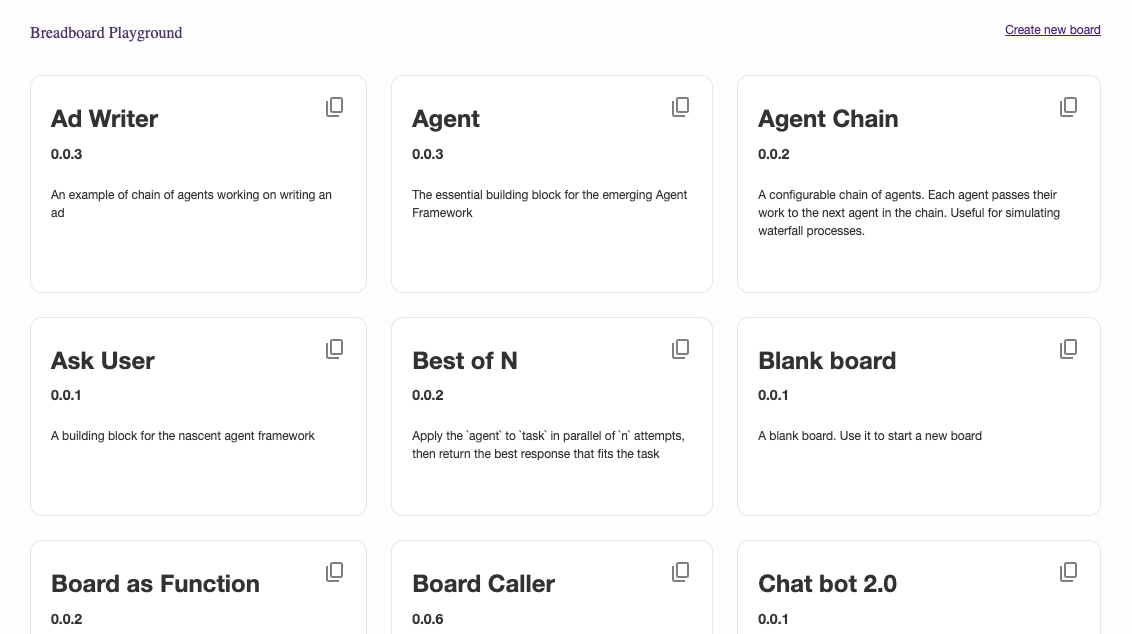 Breadboard Playground
Create new board
Ad Writer
0.0.3
An example of chain of agents working on writing an
ad
Agent
0.0.3
The essential building block for the emerging Agent
Framework
Agent Chain
0.0.2
A configurable chain of agents. Each agent passes their
work to the next agent in the chain. Useful for simulating
waterfall processes.
Ask User
0.0.1
A building block for the nascent agent framework
Best of N
0.0.2
Apply the `agent` to `task` in parallel of `n` attempts,
then return the best response that fits the task
Blank board
0.0.1
A blank board. Use it to start a new board
Board as Function
0.0.2
Board Caller
0.0.6
Chat bot 2.0
0.0.1